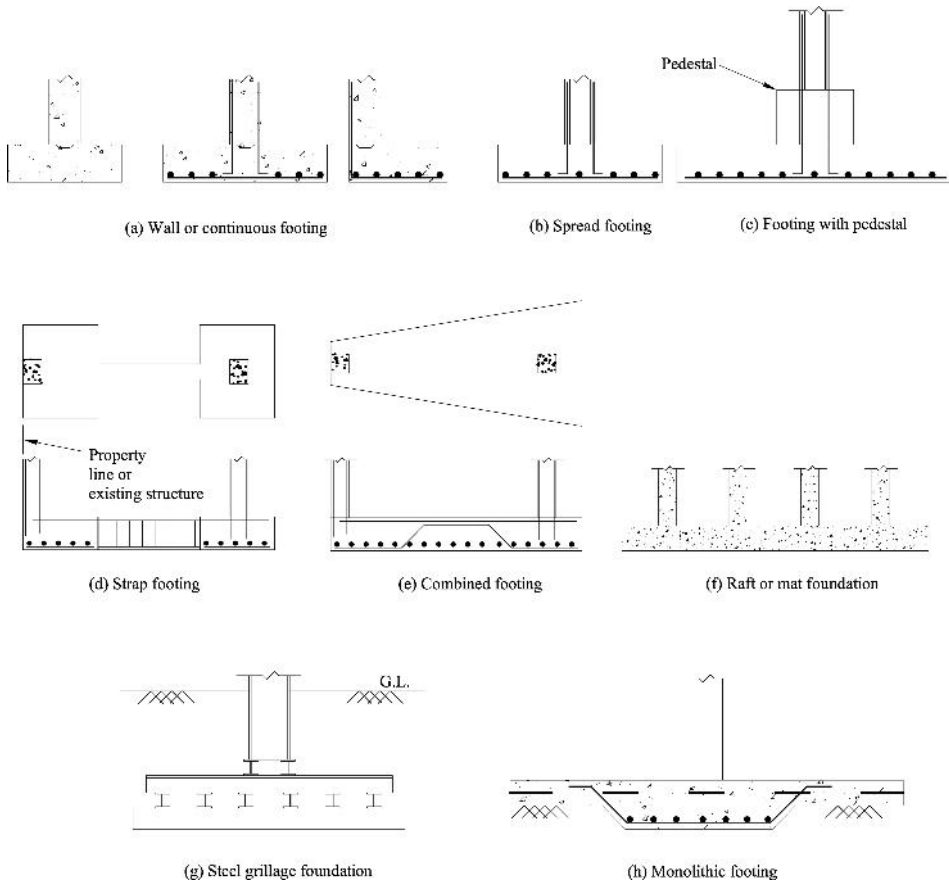 Pedestal
(a) Wall or continuous footing
(b) Spread footing
(c) Footing with pedestal
Property
line or
existing structure
(d) Strap footing
(e) Combined footing
(f) Raft or mat foundation
G.L.
(g) Steel grillage foundation
(h) Monolithic footing